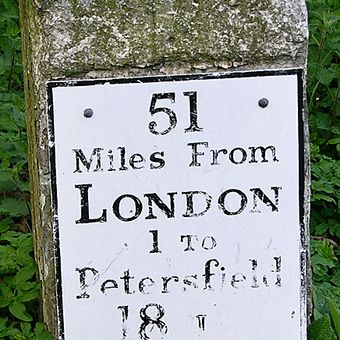 51
Miles From
LONDON
1 TO
Petersfield
18